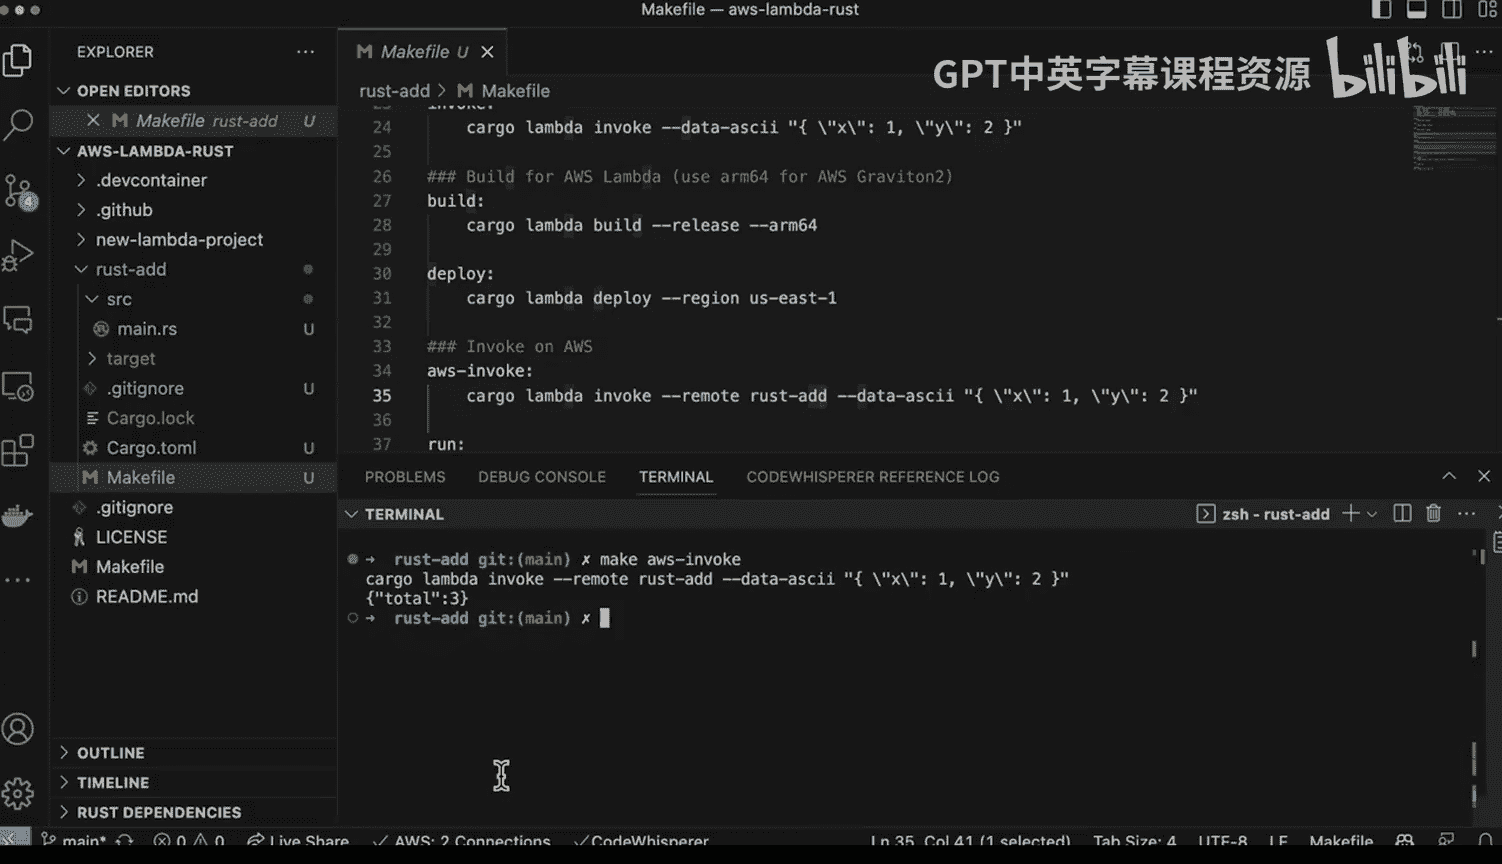 Makefile — aws-lambda-rust
GPT中英字幕课程资源 bilibili
EXPLORER
OPEN EDITORS
Makefile rust-add U
AWS-LAMBDA-RUST
.devcontainer
.github
new-lambda-project
rust-add
src
main.rs U
target
.gitignore U
Cargo.lock
Cargo.toml U
Makefile U
.gitignore
LICENSE
Makefile
README.md
OUTLINE
TIMELINE
RUST DEPENDENCIES
4
Makefile U
rust-add > Makefile
23 invoke:
24 cargo lambda invoke --data-ascii "{ \"x\": 1, \"y\": 2 }"
25
26 ### Build for AWS Lambda (use arm64 for AWS Graviton2)
27 build:
28 cargo lambda build --release --arm64
29
30 deploy:
31 cargo lambda deploy --region us-east-1
32
33 ### Invoke on AWS
34 aws-invoke:
35 cargo lambda invoke --remote rust-add --data-ascii "{ \"x\": 1, \"y\": 2 }"
36
37 run:
PROBLEMS DEBUG CONSOLE TERMINAL CODEWHISPERER REFERENCE LOG
TERMINAL
zsh - rust-add
→ rust-add git:(main) ✗ make aws-invoke
cargo lambda invoke --remote rust-add --data-ascii "{ \"x\": 1, \"y\": 2 }"
{"total":3}
→ rust-add git:(main) ✗
main* 0 0 Live Share AWS: 2 Connections CodeWhisperer Ln 35, Col 41 (1 selected) Tab Size: 4 UTF-8 LF Makefile